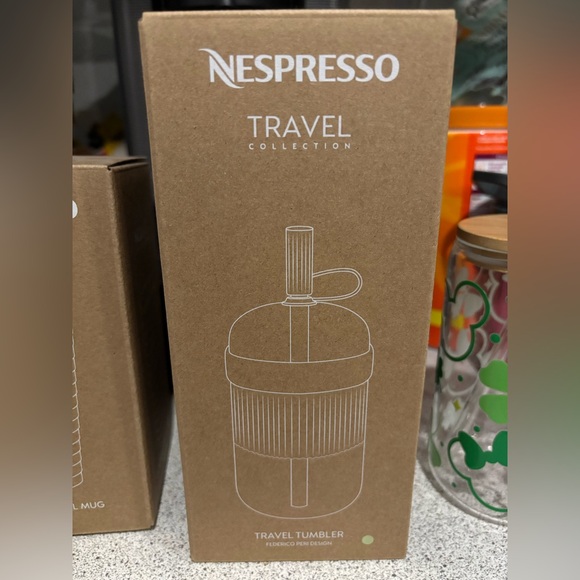 NESPRESSO
TRAVEL
COLLECTION
TRAVEL TUMBLER
FEDERICO PERI DESIGN
L MUG